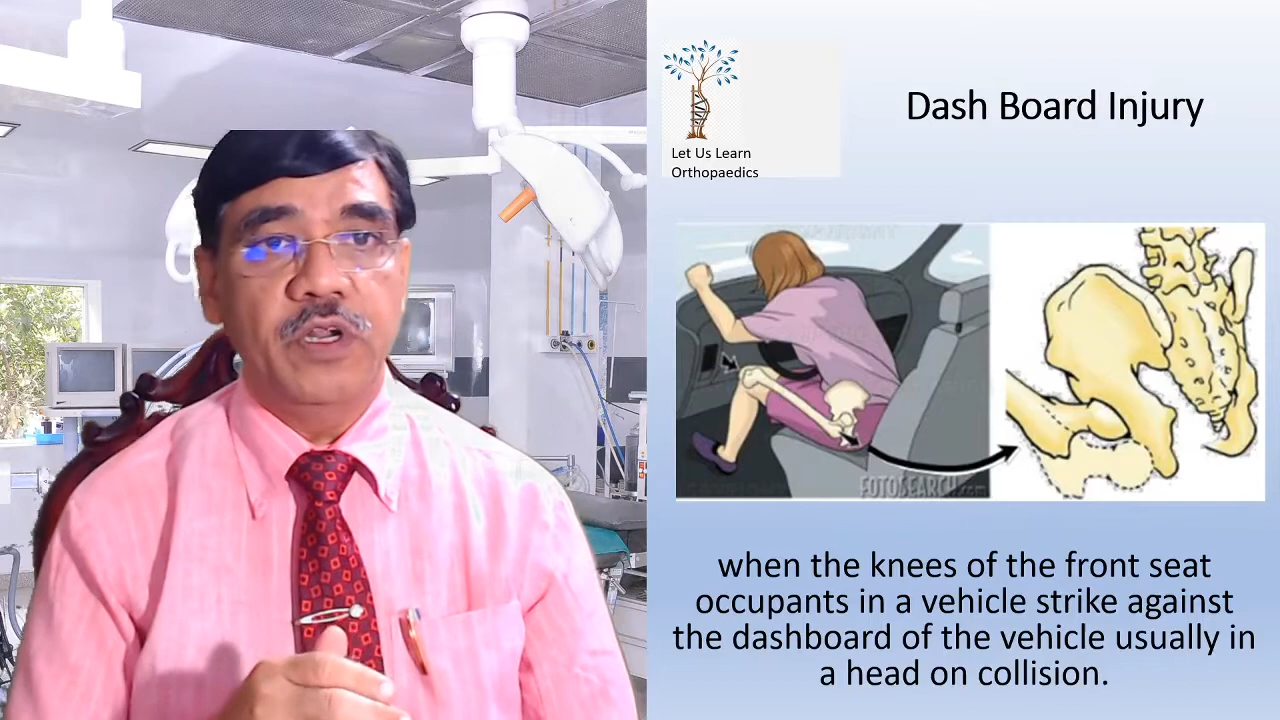 Dash Board Injury
Let Us Learn
Orthopaedics
FOTOSEARCH.com
when the knees of the front seat
occupants in a vehicle strike against
the dashboard of the vehicle usually in
a head on collision.